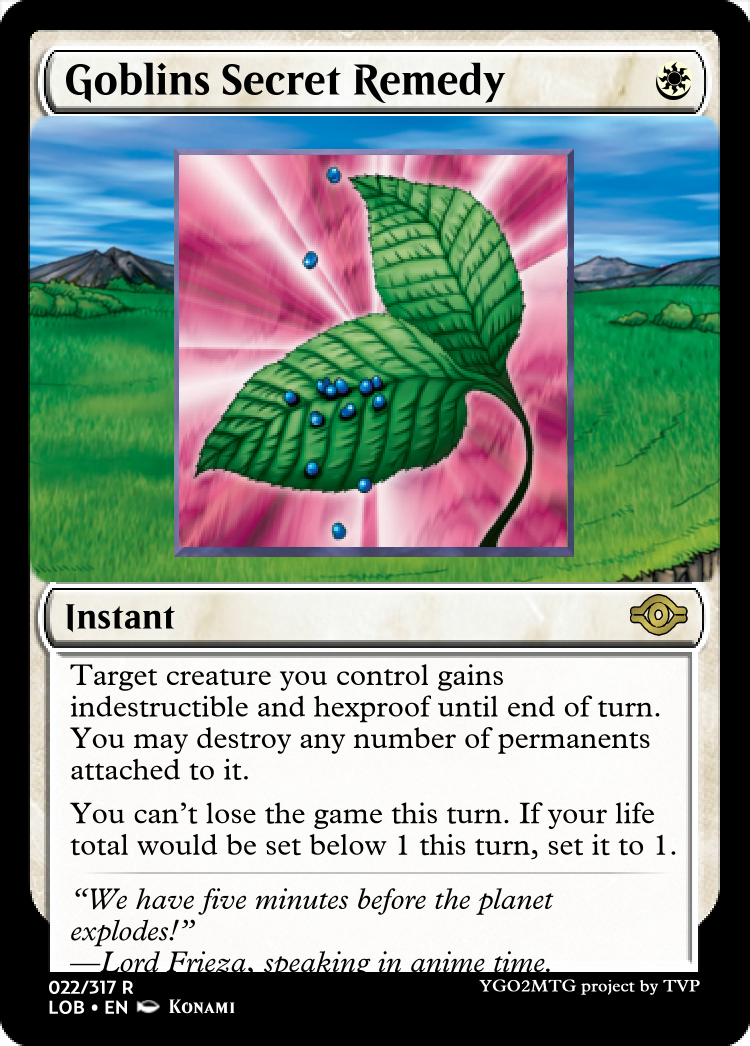 Goblins Secret Remedy
Instant
Target creature you control gains
indestructible and hexproof until end of turn.
You may destroy any number of permanents
attached to it.
You can't lose the game this turn. If your life
total would be set below 1 this turn, set it to 1.
“We have five minutes before the planet
explodes!”
—Lord Frieza, speaking in anime time.
022/317 R
YGO2MTG project by TVP
LOB • EN Konami